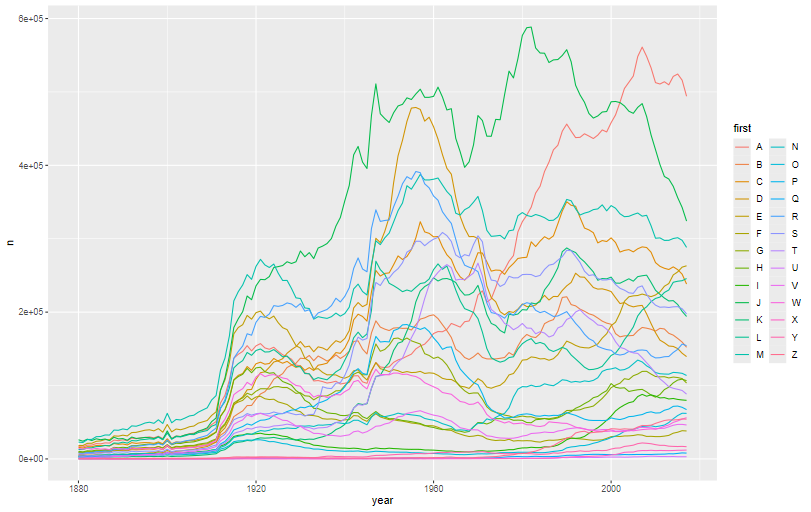 6e+05
4e+05
2e+05
0e+00
n
1880
1920
1960
2000
year
first
A N
B O
C P
D Q
E R
F S
G T
H U
I V
J W
K X
L Y
M Z